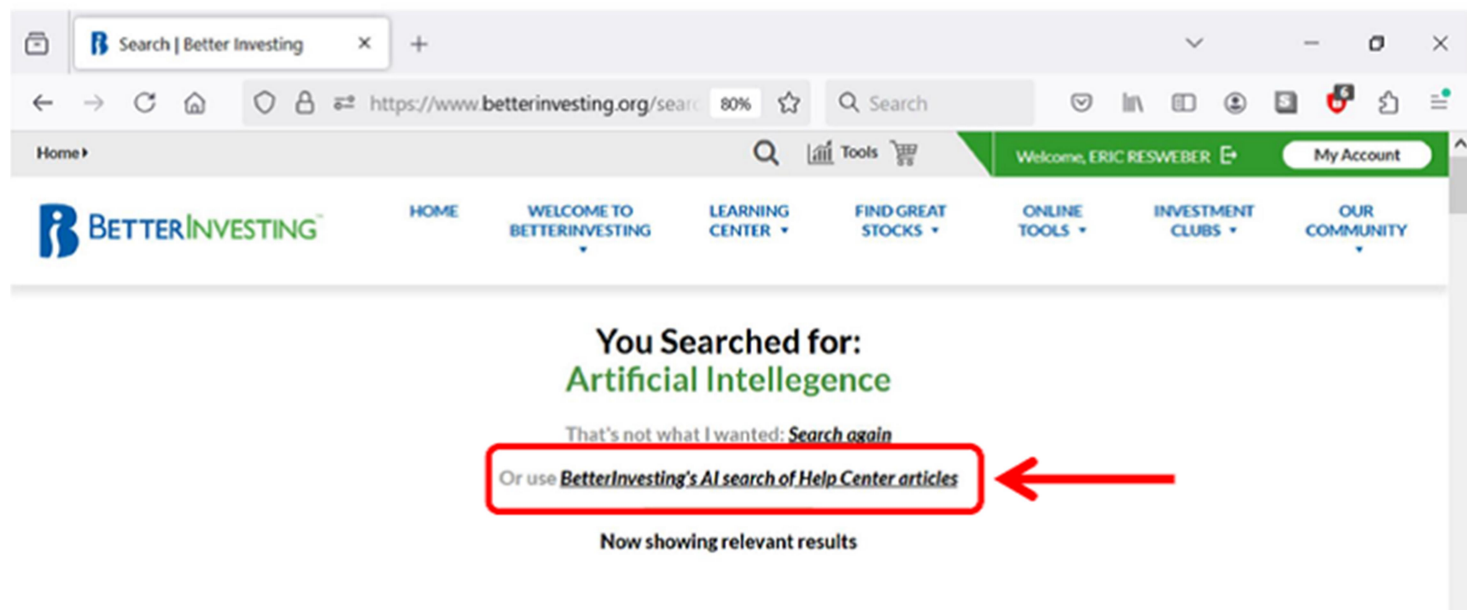 Search | Better Investing
https://www.betterinvesting.org/searc 80% Search 6
Home Tools Welcome, ERIC RESWEBER My Account
BETTERINVESTING™
HOME WELCOME TO LEARNING FIND GREAT ONLINE INVESTMENT OUR
BETTERINVESTING CENTER STOCKS TOOLS CLUBS COMMUNITY
You Searched for:
Artificial Intellegence
That's not what I wanted: Search again
Or use BetterInvesting's AI search of Help Center articles
Now showing relevant results